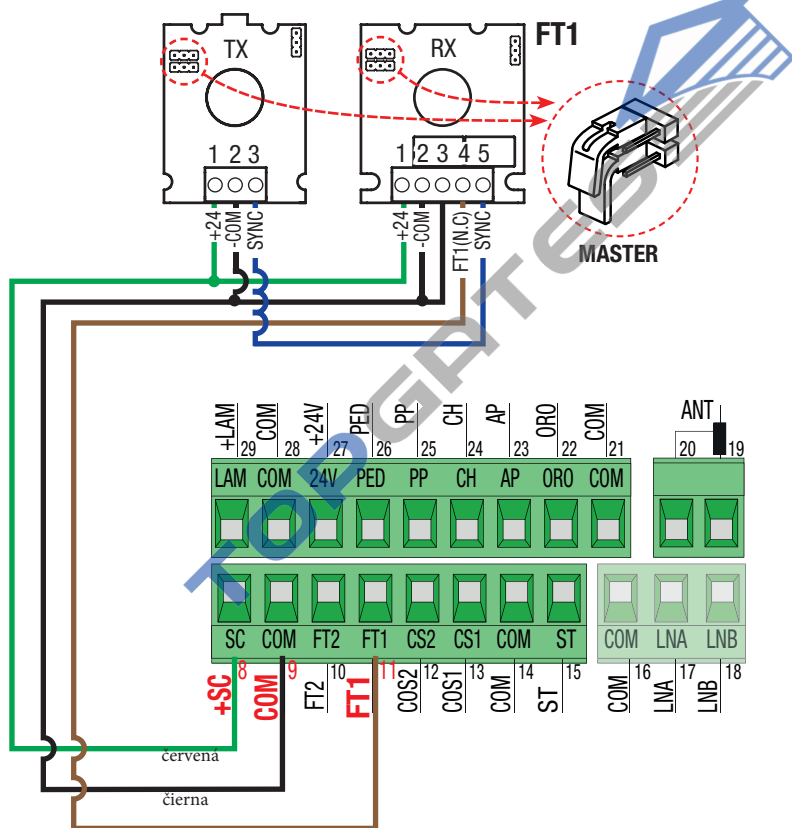 FT1
TX
RX
1 2 3
1 2 3 4 5
+24
-COM
SYNC
+24
-COM
FT1(N.C)
SYNC
MASTER
TOPGATES
+LAM
COM
+24V
PED
PP
CH
AP
ORO
COM
ANT
29 28 27 26 25 24 23 22 21 20 19
LAM COM 24V PED PP CH AP ORO COM
SC COM FT2 FT1 CS2 CS1 COM ST COM LNA LNB
8 9 10 11 12 13 14 15 16 17 18
+SC
COM
FT2
FT1
COS2
COS1
COM
ST
COM
LNA
LNB
červená
čierna